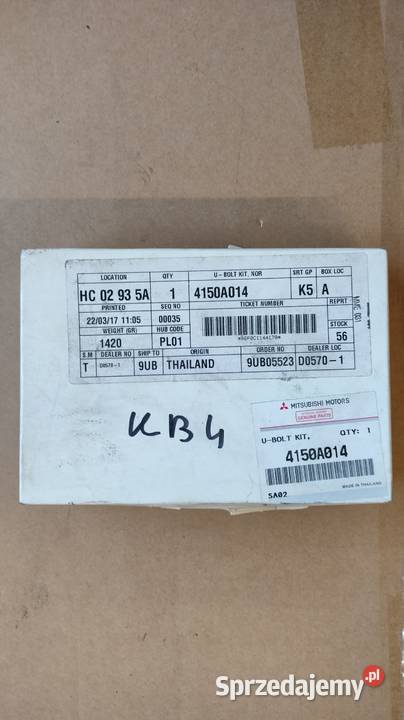 LOCATION QTY U-BOLT KIT, NOR SRT GP BOX LOC
HC 02 93 5A 1 4150A014 K5 A
PRINTED SEQ NO TICKET NUMBER REPRT
22/03/17 11:05 00035
WEIGHT (GR) HUB CODE STOCK
1420 PL01 56
S.M DEALER NO SHIP TO ORIGIN ORDER NO DEALER LOC
T D0570-1 9UB THAILAND 9UB05523 D0570-1
KB4
MITSUBISHI MOTORS
GENUINE PARTS
U-BOLT KIT, QTY: 1
4150A014
MADE IN THAILAND
SA02
Sprzedajemy.pl